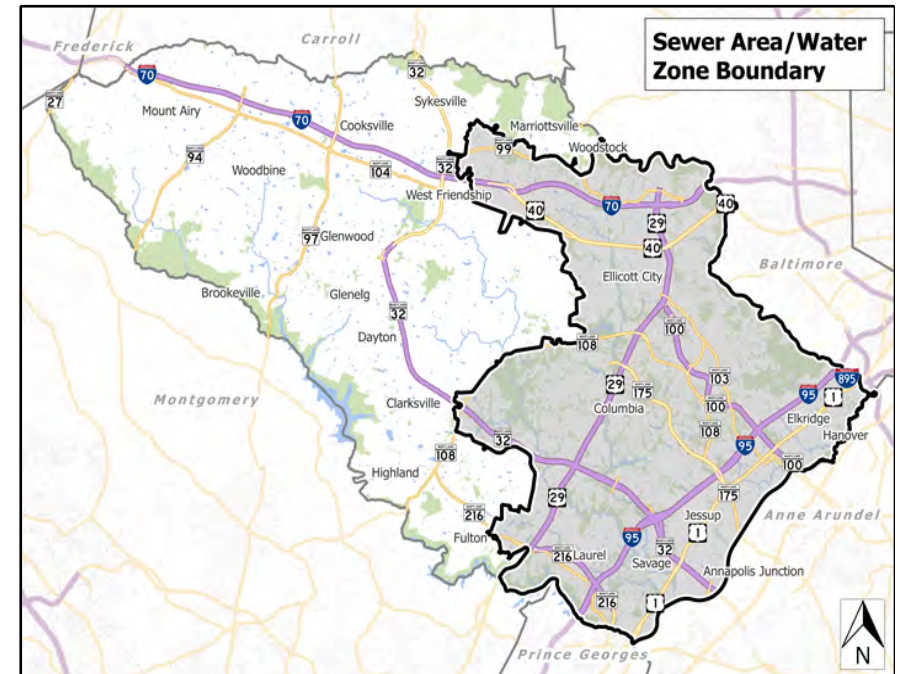 Sewer Area/Water
Zone Boundary
Carroll
Frederick
32
70
27
Sykesville
Mount Airy
70
Cooksville
Marriottsville
99
Woodstock
94
Woodbine
104
32
West Friendship
40
70
40
29
97
Glenwood
40
Baltimore
Ellicott City
Brookeville
Glenelg
32
100
Dayton
108
895
103
29
175
95
1
Montgomery
Clarksville
Columbia
100
Elkridge
108
Hanover
32
95
108
100
Highland
29
175
216
Jessup
Anne Arundel
Fulton
95
1
32
216
Laurel
Savage
Annapolis Junction
216
1
Prince Georges
N